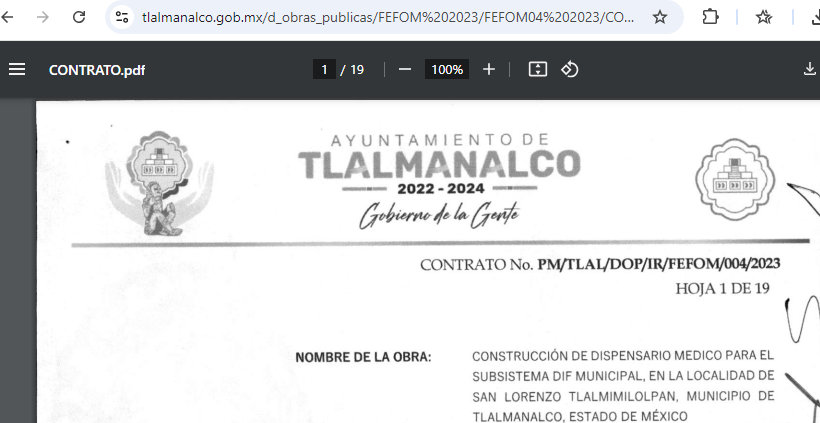 tlalmanalco.gob.mx/d_obras_publicas/FEFOM%202023/FEFOM04%202023/CO...
CONTRATO.pdf
1 / 19
100%
AYUNTAMIENTO DE
TLALMANALCO
2022 - 2024
Gobierno de la Gente
CONTRATO No. PM/TLAL/DOP/IR/FEFOM/004/2023
HOJA 1 DE 19
NOMBRE DE LA OBRA: CONSTRUCCIÓN DE DISPENSARIO MEDICO PARA EL
SUBSISTEMA DIF MUNICIPAL, EN LA LOCALIDAD DE
SAN LORENZO TLALMIMILOLPAN, MUNICIPIO DE
TLALMANALCO, ESTADO DE MÉXICO